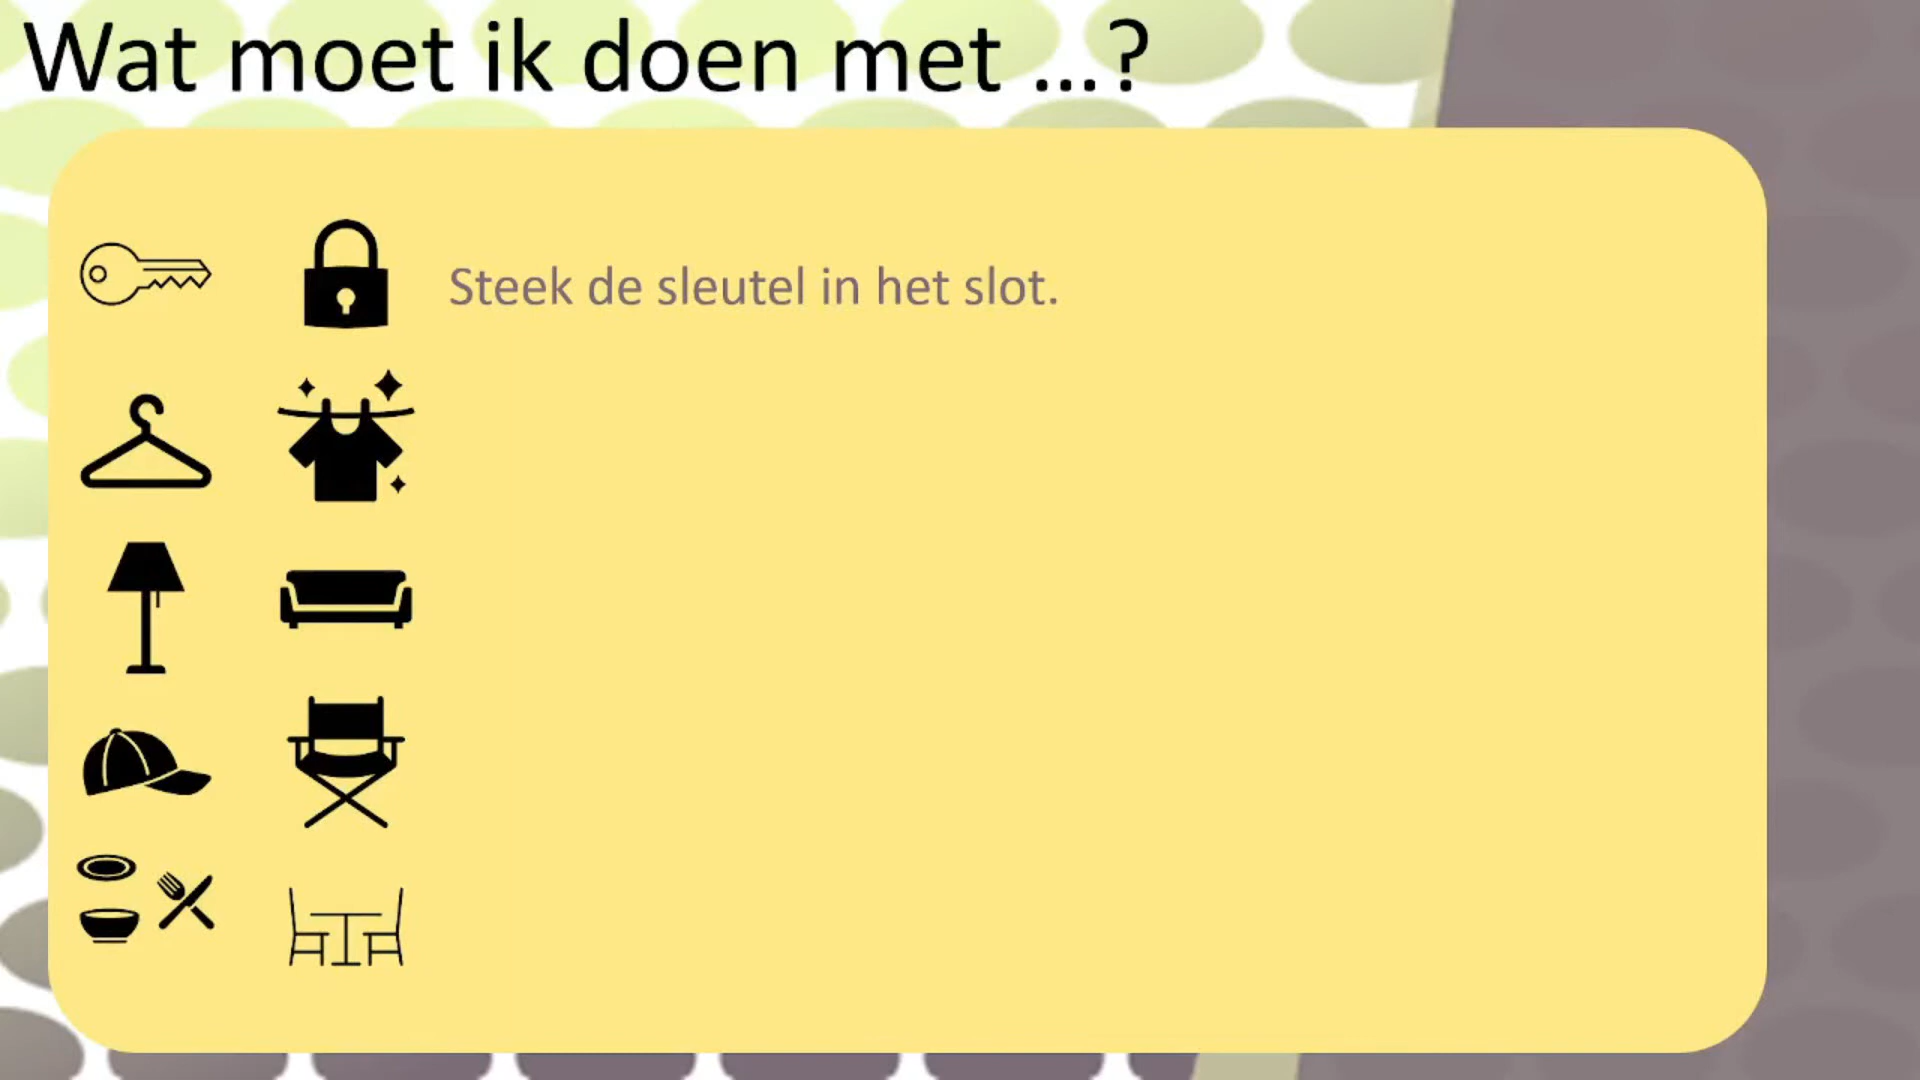 Wat moet ik doen met ...?
Steek de sleutel in het slot.